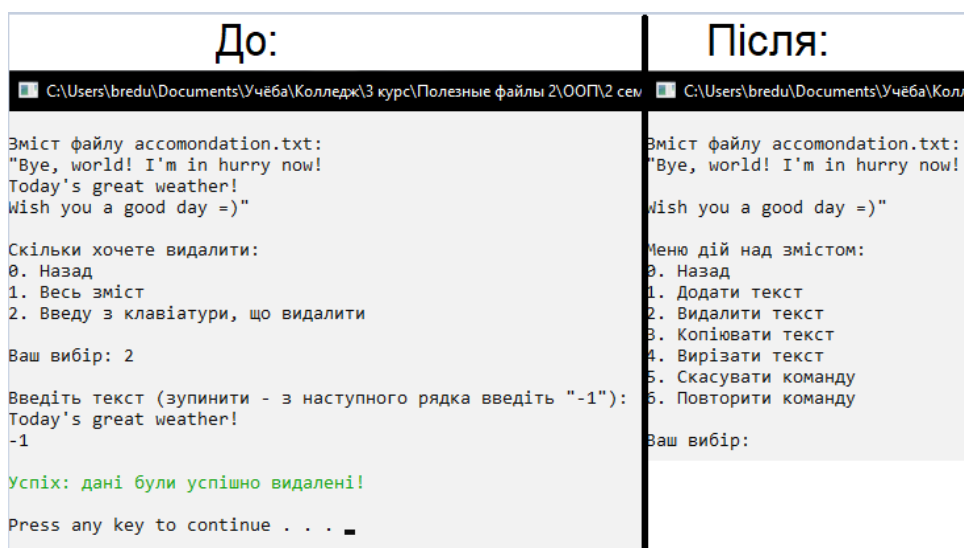 До:
C:\Users\bredu\Documents\Учёба\Колледж\3 курс\Полезные файлы 2\ООП\2 сем
Зміст файлу accomondation.txt:
"Bye, world! I'm in hurry now!
Today's great weather!
Wish you a good day =)"
Скільки хочете видалити:
0. Назад
1. Весь зміст
2. Введу з клавіатури, що видалити
Ваш вибір: 2
Введіть текст (зупинити - з наступного рядка введіть "-1"):
Today's great weather!
-1
Успіх: дані були успішно видалені!
Press any key to continue . . .
Після:
C:\Users\bredu\Documents\Учёба\Колл
Зміст файлу accomondation.txt:
"Bye, world! I'm in hurry now!
Wish you a good day =)"
Меню дій над змістом:
0. Назад
1. Додати текст
2. Видалити текст
3. Копіювати текст
4. Вирізати текст
5. Скасувати команду
6. Повторити команду
Ваш вибір: